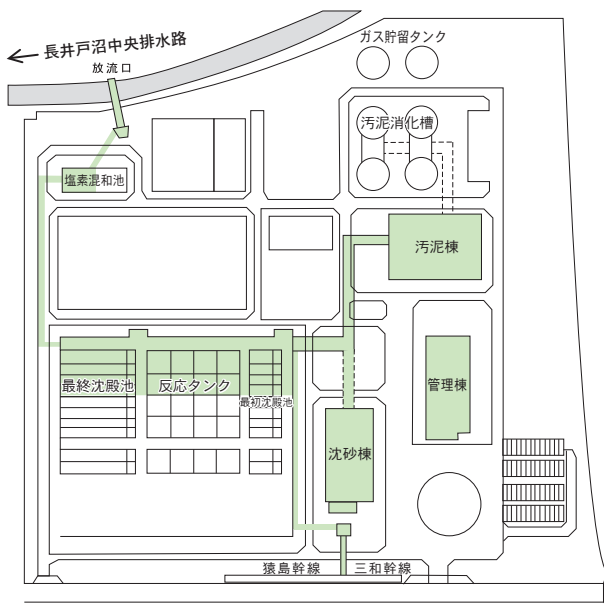 長井戸沼中央排水路
放流口
ガス貯留タンク
汚泥消化槽
塩素混和池
汚泥棟
最終沈殿池
反応タンク
最初沈殿池
管理棟
沈砂棟
猿島幹線
三和幹線